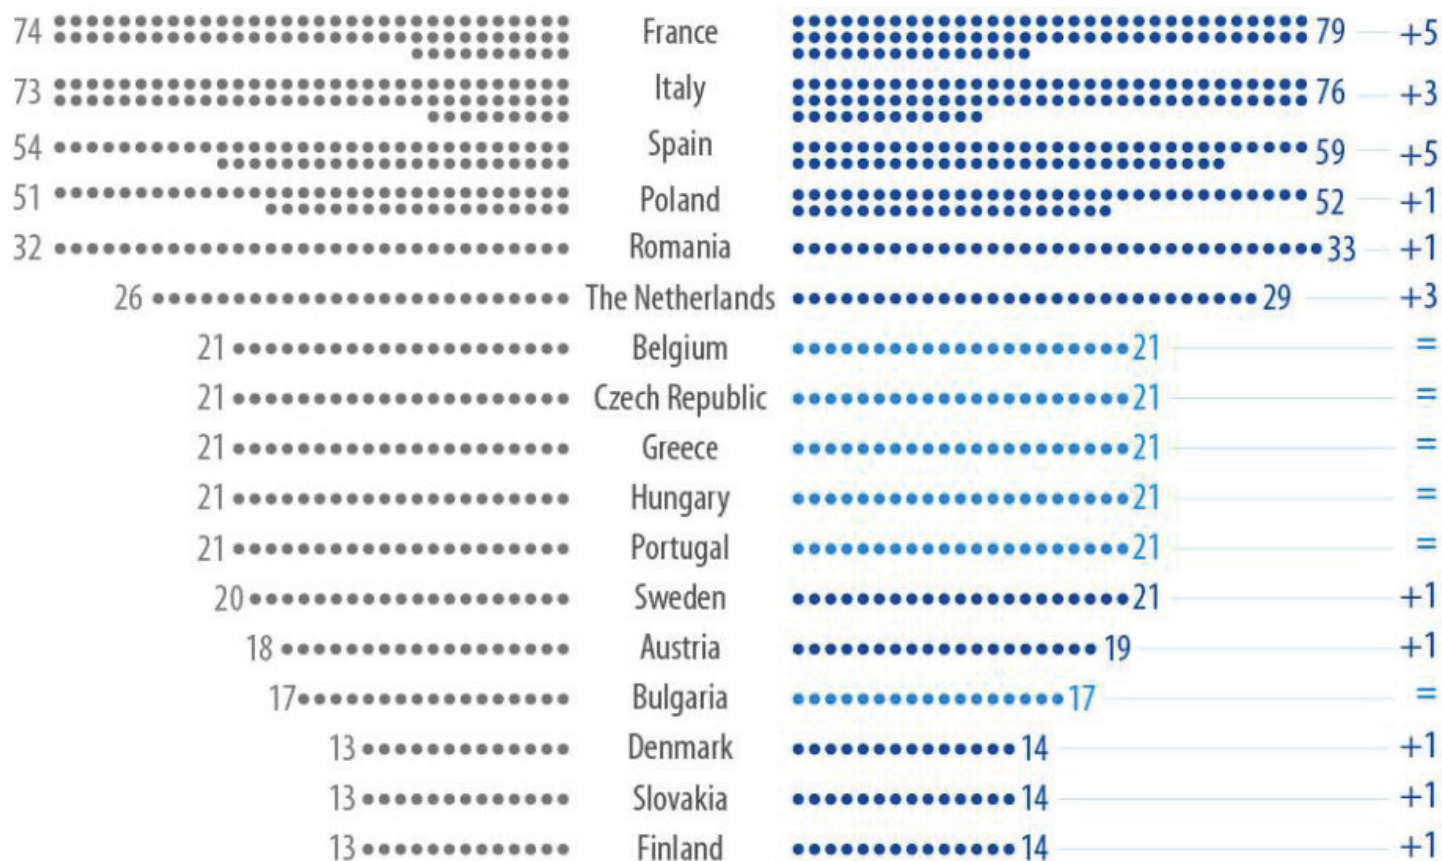 74 France 79 +5
73 Italy 76 +3
54 Spain 59 +5
51 Poland 52 +1
32 Romania 33 +1
26 The Netherlands 29 +3
21 Belgium 21 =
21 Czech Republic 21 =
21 Greece 21 =
21 Hungary 21 =
21 Portugal 21 =
20 Sweden 21 +1
18 Austria 19 +1
17 Bulgaria 17 =
13 Denmark 14 +1
13 Slovakia 14 +1
13 Finland 14 +1